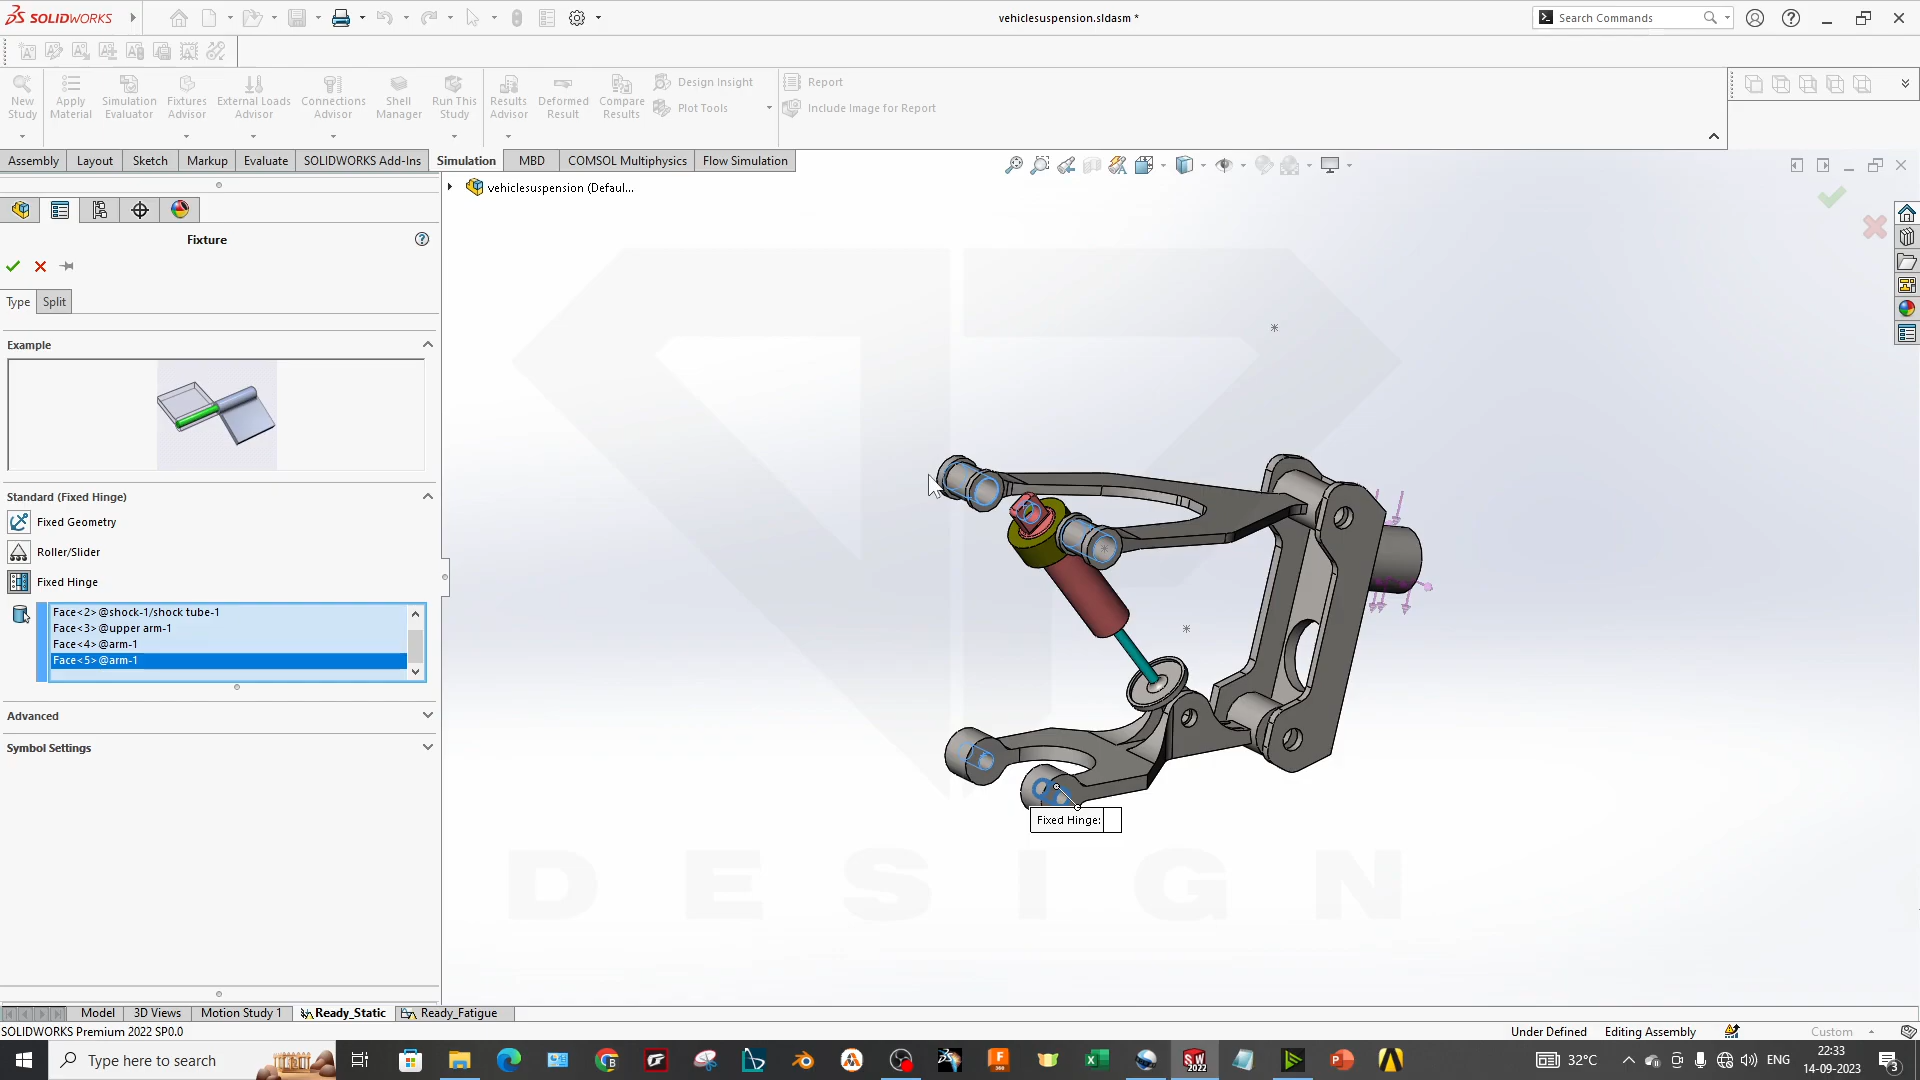 SOLIDWORKS
vehiclesuspension.sldasm *
Search Commands
New Study
Apply Material
Simulation Evaluator
Fixtures Advisor
External Loads Advisor
Connections Advisor
Shell Manager
Run This Study
Results Advisor
Deformed Result
Compare Results
Design Insight
Plot Tools
Report
Include Image for Report
Assembly
Layout
Sketch
Markup
Evaluate
SOLIDWORKS Add-Ins
Simulation
MBD
COMSOL Multiphysics
Flow Simulation
vehiclesuspension (Defaul...
Fixture
Type
Split
Example
Standard (Fixed Hinge)
Fixed Geometry
Roller/Slider
Fixed Hinge
Face<2>@shock-1/shock tube-1
Face<3>@upper arm-1
Face<4>@arm-1
Face<5>@arm-1
Advanced
Symbol Settings
Fixed Hinge:
DESIGN
Model
3D Views
Motion Study 1
Ready_Static
Ready_Fatigue
SOLIDWORKS Premium 2022 SP0.0
Under Defined
Editing Assembly
Custom
Type here to search
32°C
ENG
22:33
14-09-2023
3